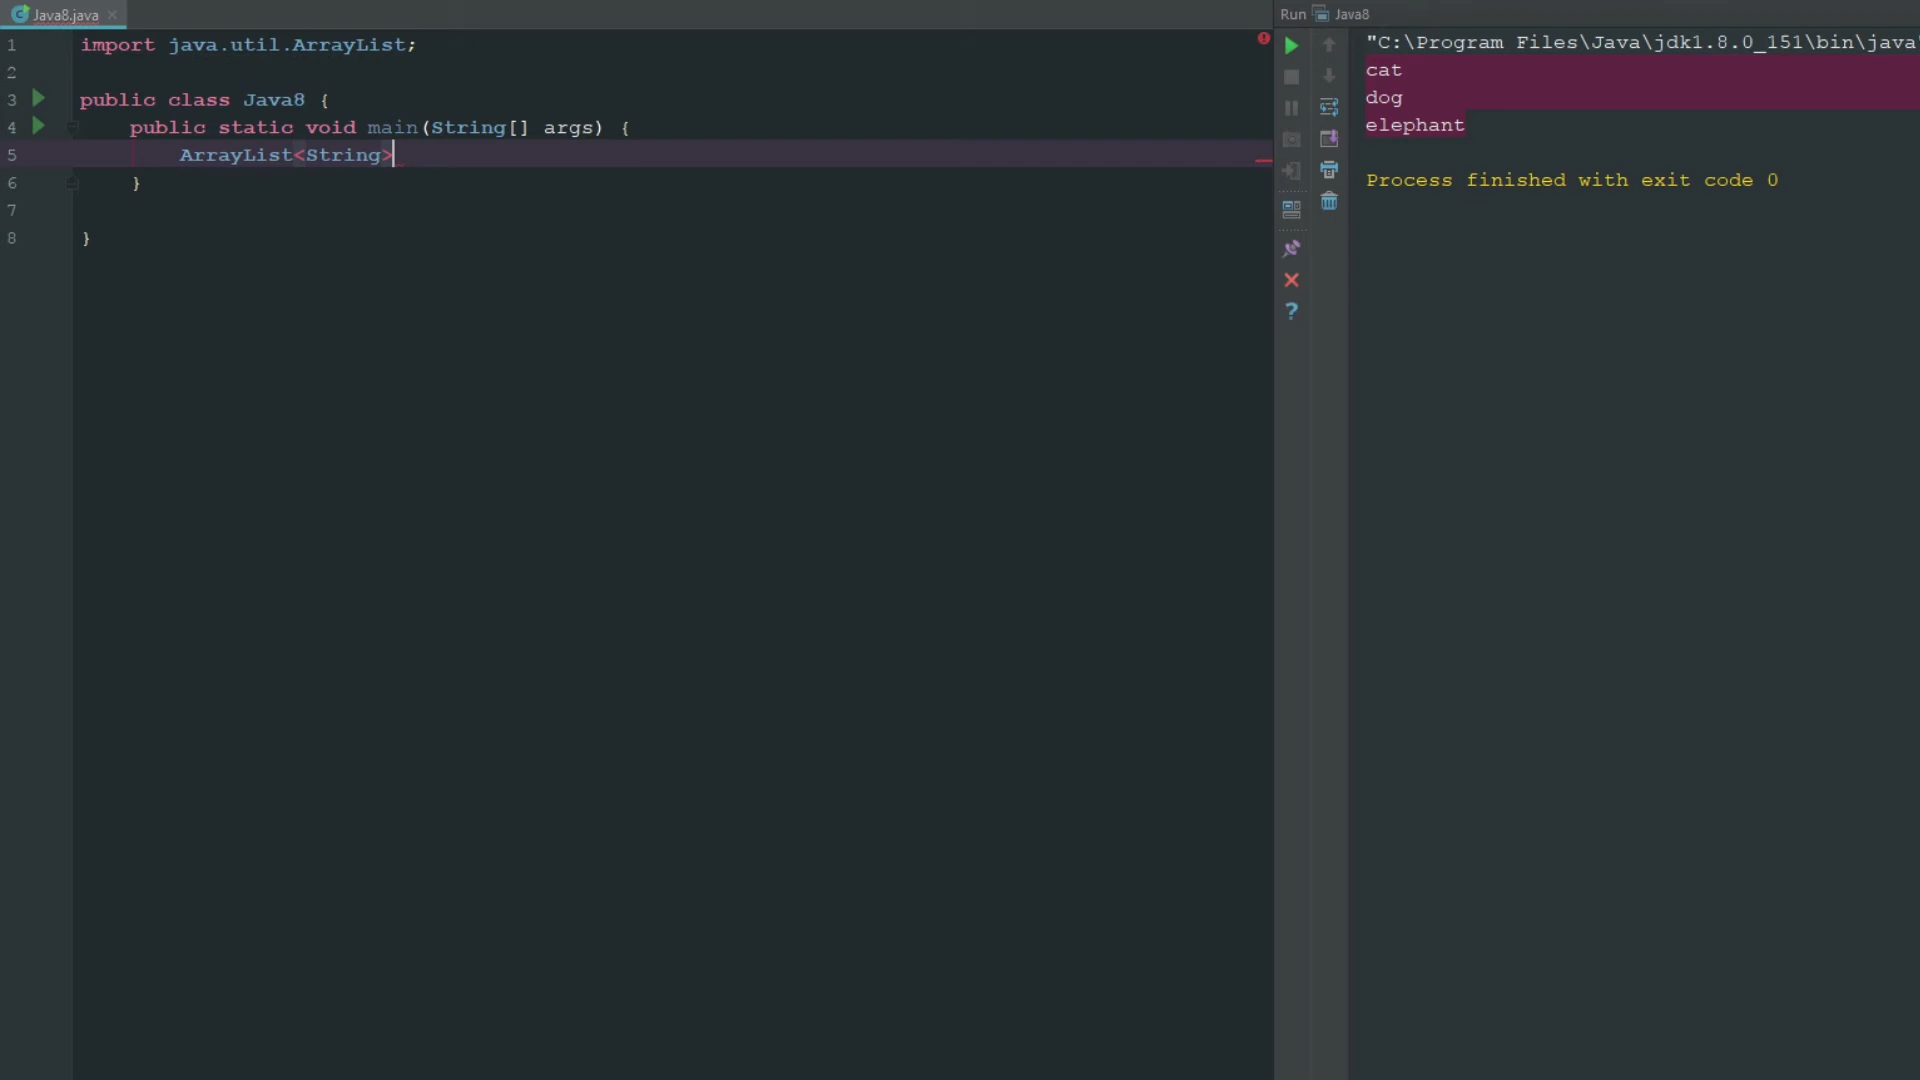 Java8.java
1 import java.util.ArrayList;
2
3 public class Java8 {
4 public static void main(String[] args) {
5 ArrayList<String>
6 }
7
8 }
Run Java8
"C:\Program Files\Java\jdk1.8.0_151\bin\java
cat
dog
elephant
Process finished with exit code 0